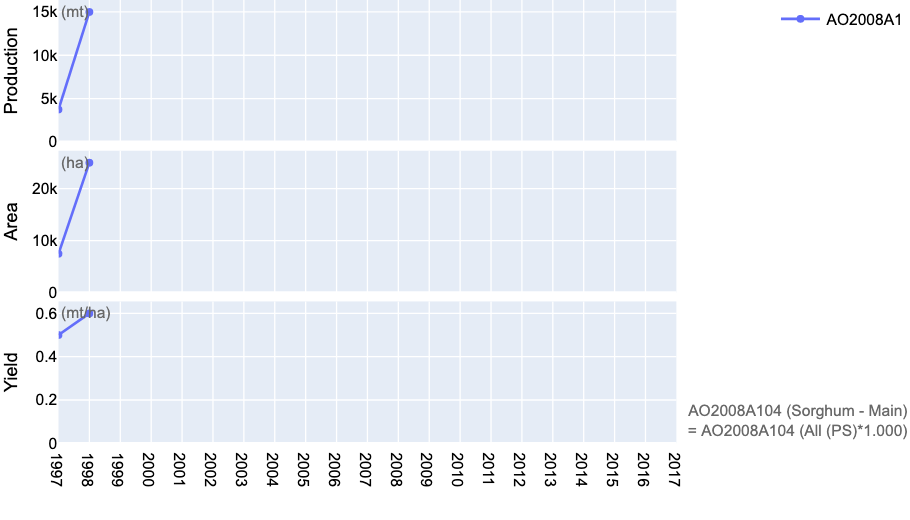 15k (mt)
10k
5k
0
Production
AO2008A1
(ha)
20k
10k
0
Area
0.6 (mt/ha)
0.4
0.2
0
Yield
AO2008A104 (Sorghum - Main)
= AO2008A104 (All (PS)*1.000)
1997 1998 1999 2000 2001 2002 2003 2004 2005 2006 2007 2008 2009 2010 2011 2012 2013 2014 2015 2016 2017